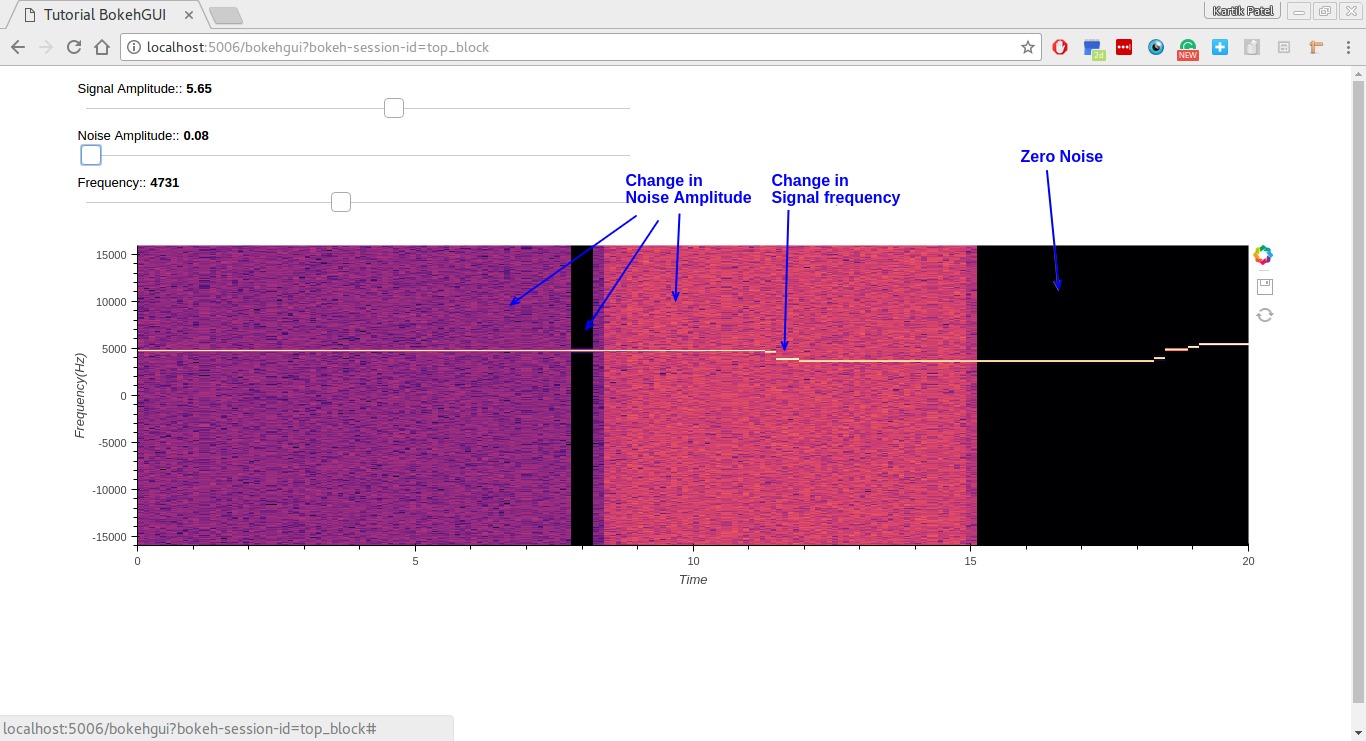 Tutorial BokehGUI
Kartik Patel
localhost:5006/bokehgui?bokeh-session-id=top_block
2d
NEW
Signal Amplitude:: 5.65
Noise Amplitude:: 0.08
Frequency:: 4731
Change in
Noise Amplitude
Change in
Signal frequency
Zero Noise
Frequency(Hz)
15000
10000
5000
0
-5000
-10000
-15000
0
5
10
15
20
Time
localhost:5006/bokehgui?bokeh-session-id=top_block#